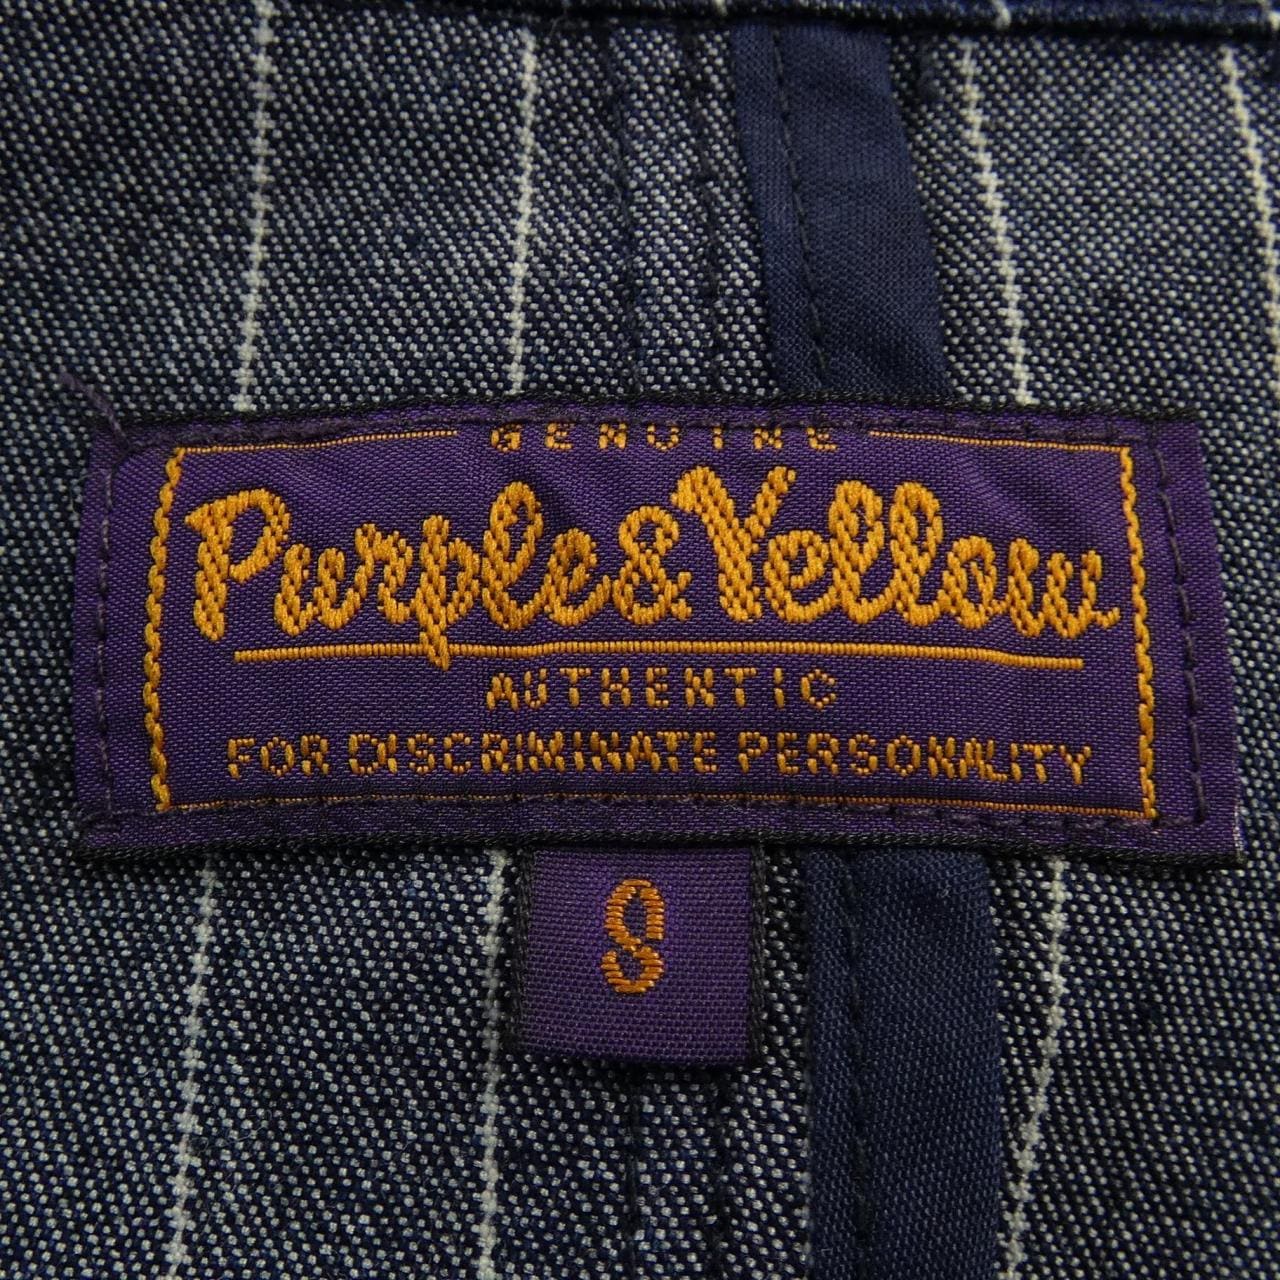 GENUINE
Purple & Yellow
AUTHENTIC
FOR DISCRIMINATE PERSONALITY
S